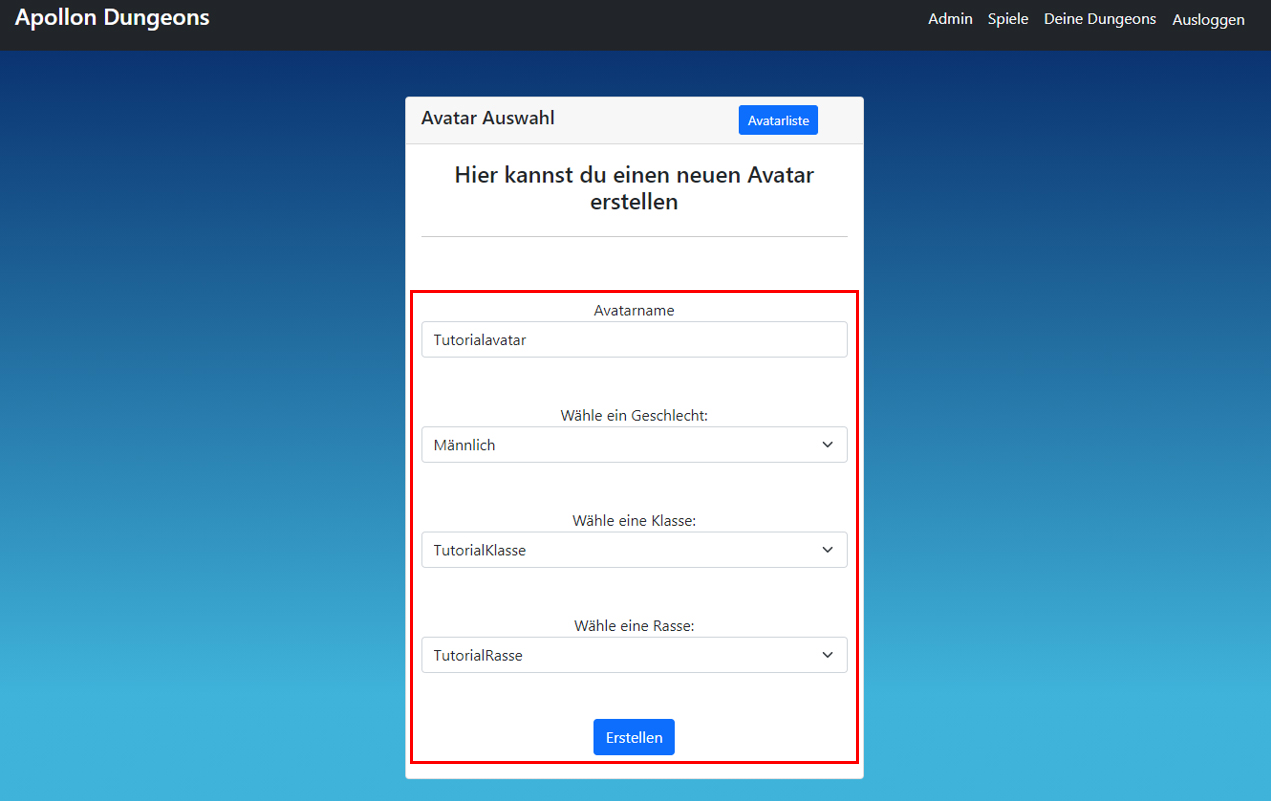 Apollon Dungeons
Admin Spiele Deine Dungeons Ausloggen
Avatar Auswahl
Avatarliste
Hier kannst du einen neuen Avatar
erstellen
Avatarname
Tutorialavatar
Wähle ein Geschlecht:
Männlich
Wähle eine Klasse:
TutorialKlasse
Wähle eine Rasse:
TutorialRasse
Erstellen